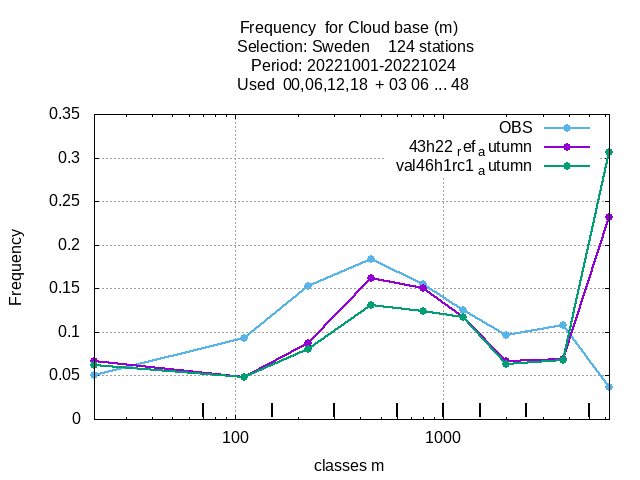 Frequency for Cloud base (m)
Selection: Sweden 124 stations
Period: 20221001-20221024
Used 00,06,12,18 + 03 06 ... 48
OBS
43h22 ref autumn
val46h1rc1 autumn
0.35
0.3
0.25
0.2
0.15
0.1
0.05
0
Frequency
100
1000
classes m